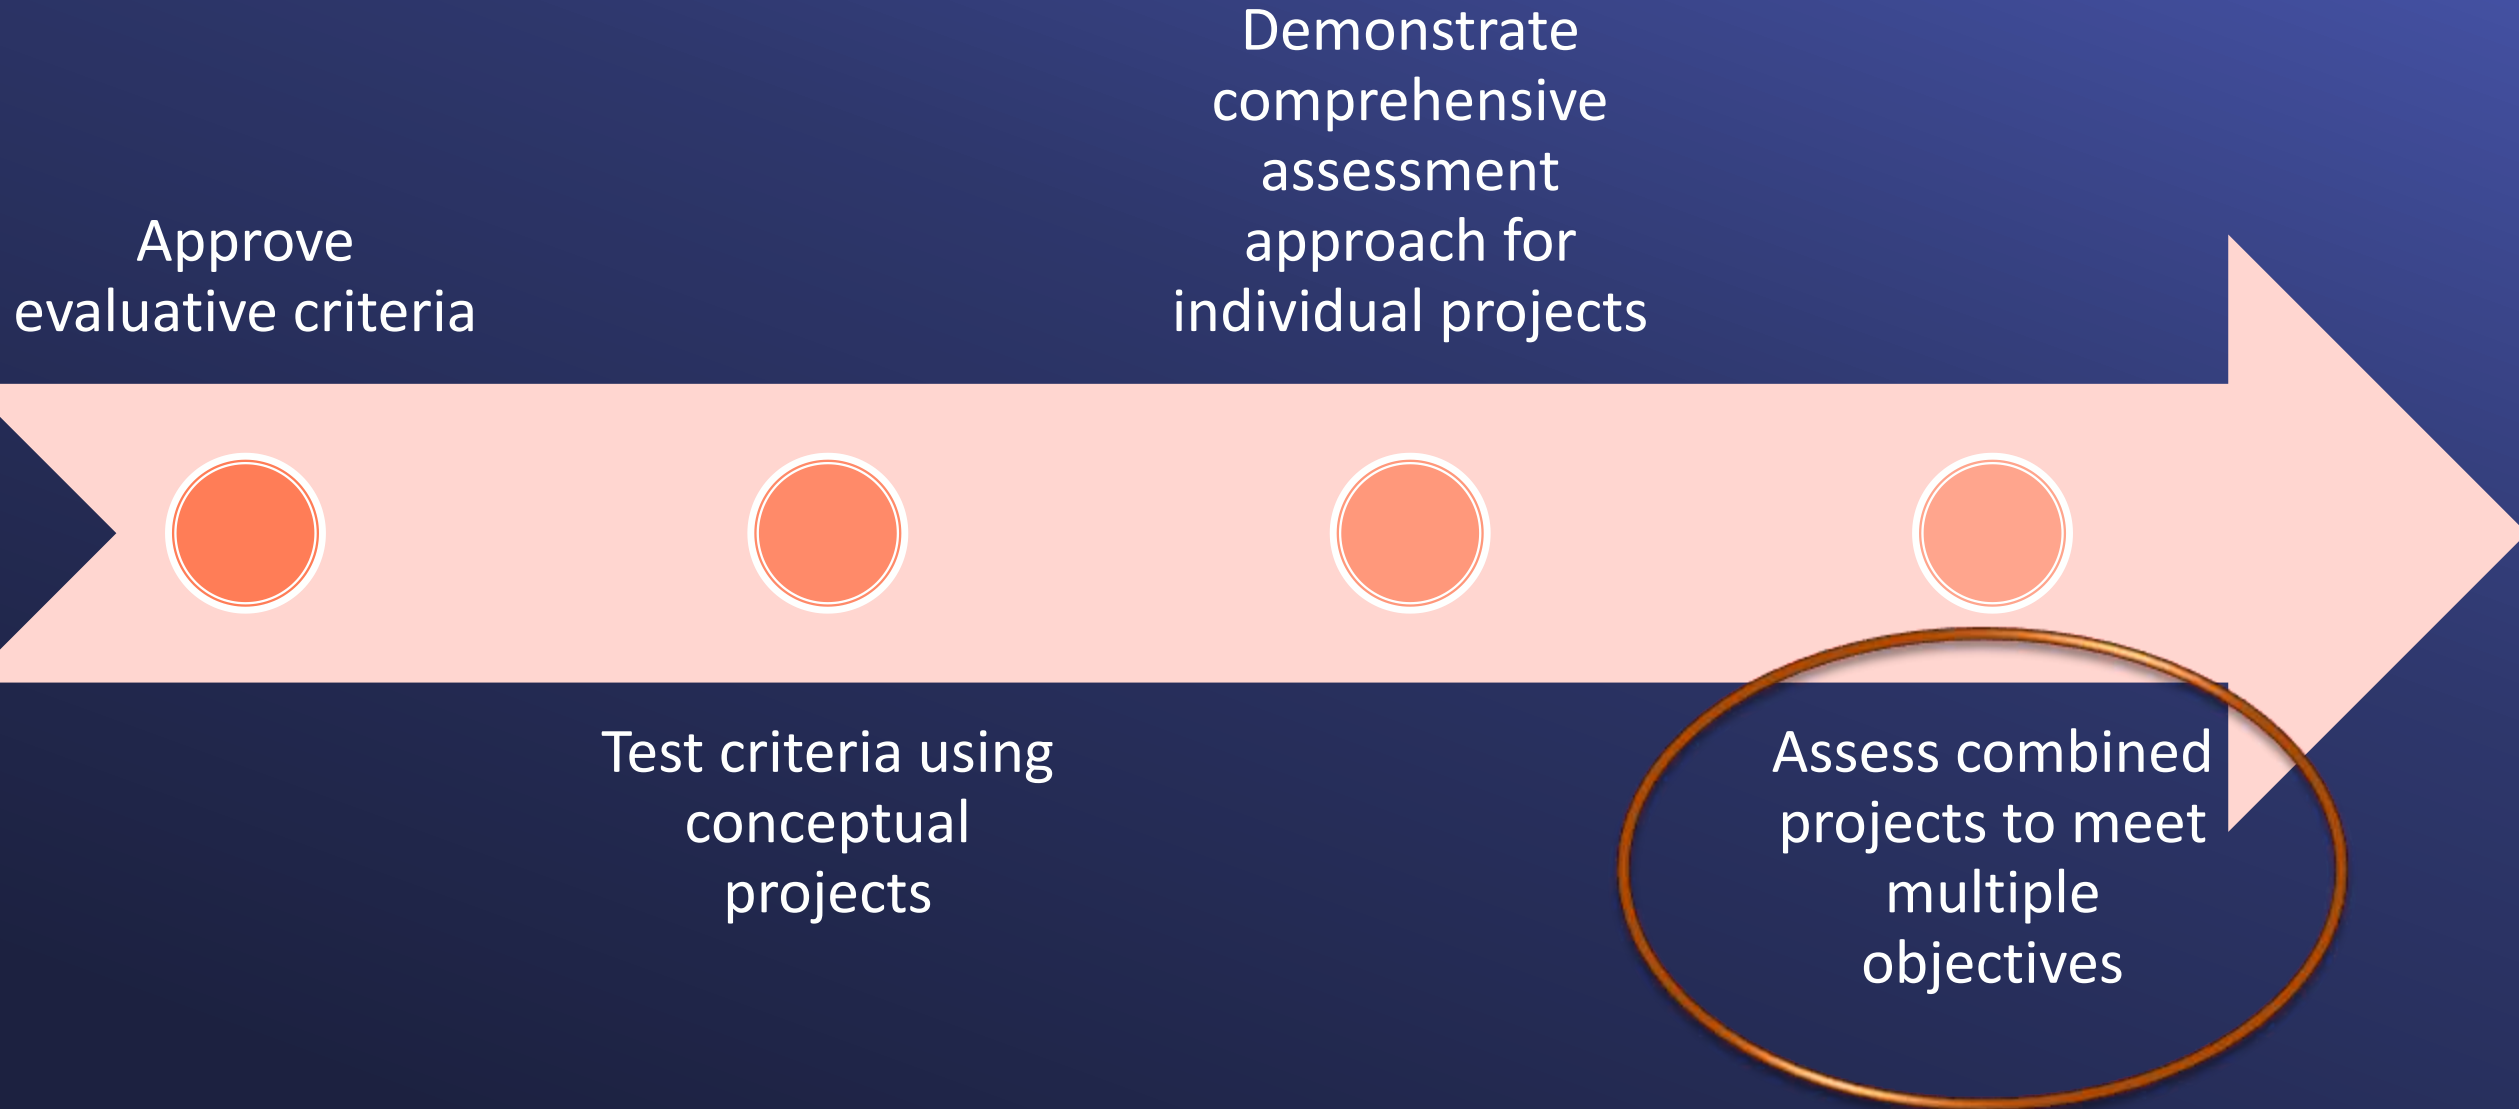 Approve
evaluative criteria
Test criteria using
conceptual
projects
Demonstrate
comprehensive
assessment
approach for
individual projects
Assess combined
projects to meet
multiple
objectives